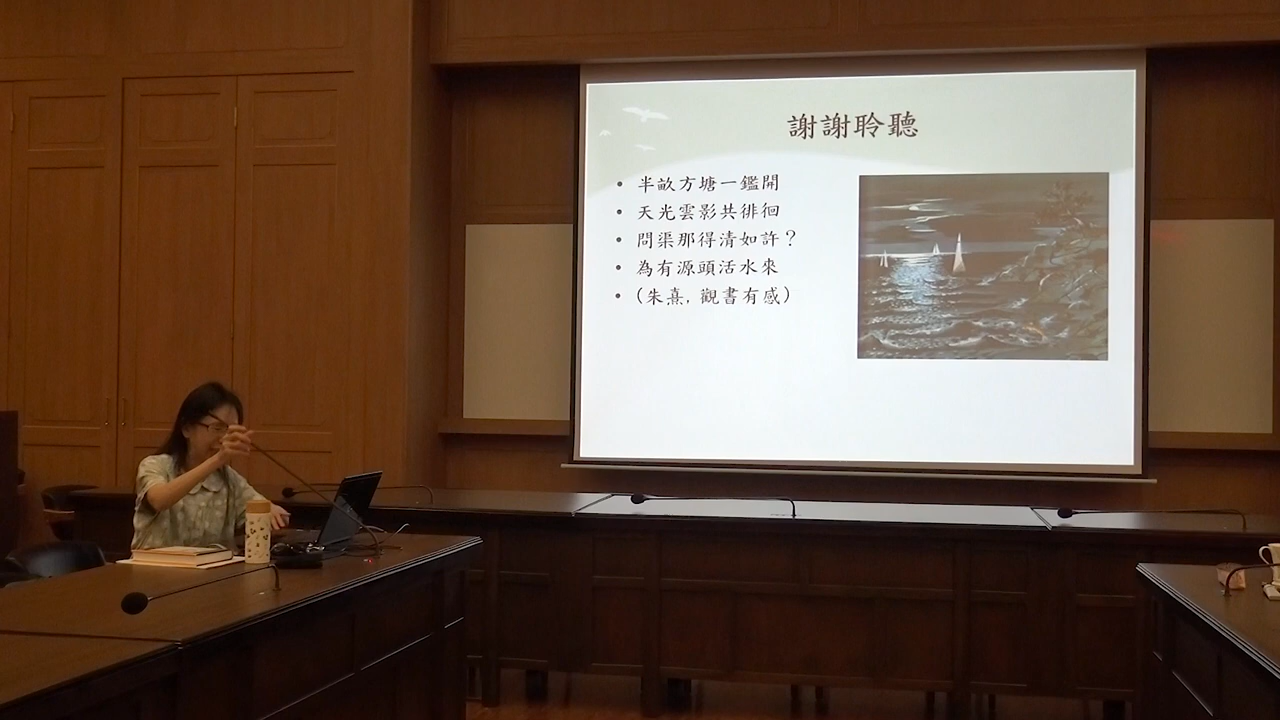 謝謝聆聽
• 半畝方塘一鑑開
• 天光雲影共徘徊
• 問渠那得清如許？
• 為有源頭活水來
• (朱熹, 觀書有感)